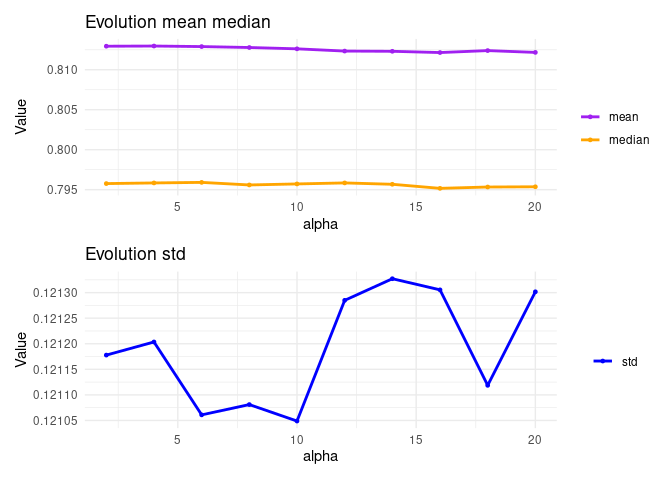 Evolution mean median
Value
0.810
0.805
0.800
0.795
5 10 15 20
alpha
mean
median
Evolution std
Value
0.12130
0.12125
0.12120
0.12115
0.12110
0.12105
5 10 15 20
alpha
std